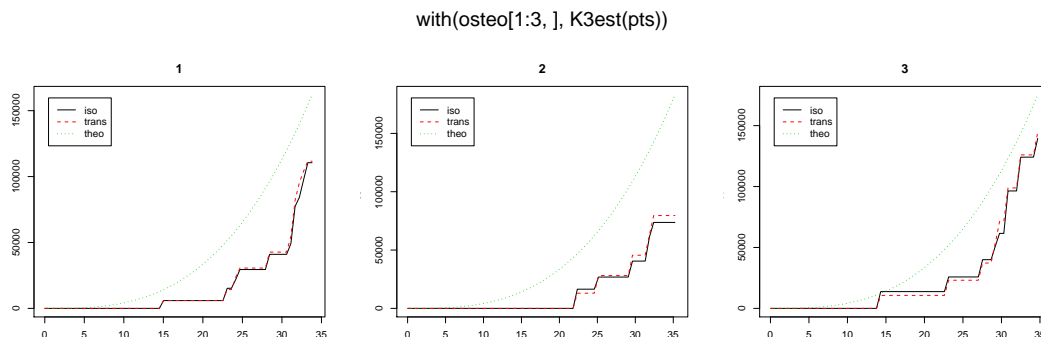 with(osteo[1:3, ], K3est(pts))
1
iso
trans
theo
0 50000 100000 150000
0 5 10 15 20 25 30 35
2
iso
trans
theo
0 50000 100000 150000
0 5 10 15 20 25 30 35
3
iso
trans
theo
0 50000 100000 150000
0 5 10 15 20 25 30 35